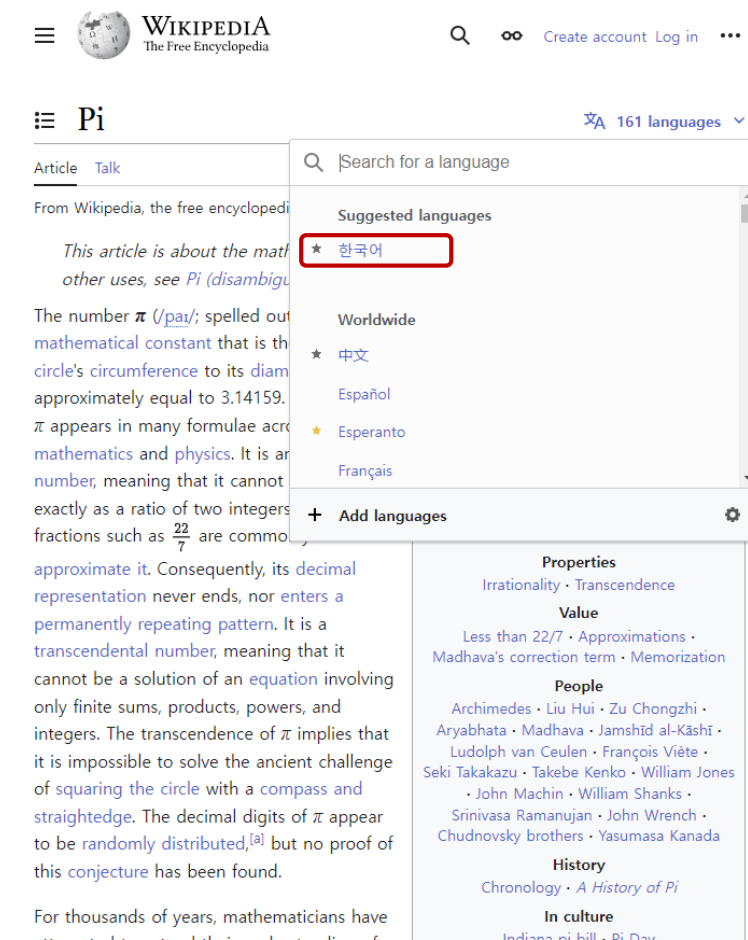 WIKIPEDIA
The Free Encyclopedia
Create account Log in
Pi
161 languages
Article Talk
Search for a language
Suggested languages
한국어
Worldwide
中文
Español
Esperanto
Français
Add languages
From Wikipedia, the free encyclopedi
This article is about the math
other uses, see Pi (disambigu
The number π (/paɪ/; spelled out
mathematical constant that is th
circle's circumference to its diam
approximately equal to 3.14159.
π appears in many formulae acro
mathematics and physics. It is an
number, meaning that it cannot
exactly as a ratio of two integers
fractions such as 22/7 are commo
approximate it. Consequently, its decimal
representation never ends, nor enters a
permanently repeating pattern. It is a
transcendental number, meaning that it
cannot be a solution of an equation involving
only finite sums, products, powers, and
integers. The transcendence of π implies that
it is impossible to solve the ancient challenge
of squaring the circle with a compass and
straightedge. The decimal digits of π appear
to be randomly distributed,[a] but no proof of
this conjecture has been found.
For thousands of years, mathematicians have
Properties
Irrationality • Transcendence
Value
Less than 22/7 • Approximations •
Madhava's correction term • Memorization
People
Archimedes • Liu Hui • Zu Chongzhi •
Aryabhata • Madhava • Jamshīd al-Kāshī •
Ludolph van Ceulen • François Viète •
Seki Takakazu • Takebe Kenko • William Jones
• John Machin • William Shanks •
Srinivasa Ramanujan • John Wrench •
Chudnovsky brothers • Yasumasa Kanada
History
Chronology • A History of Pi
In culture
Indiana pi bill • Pi Day